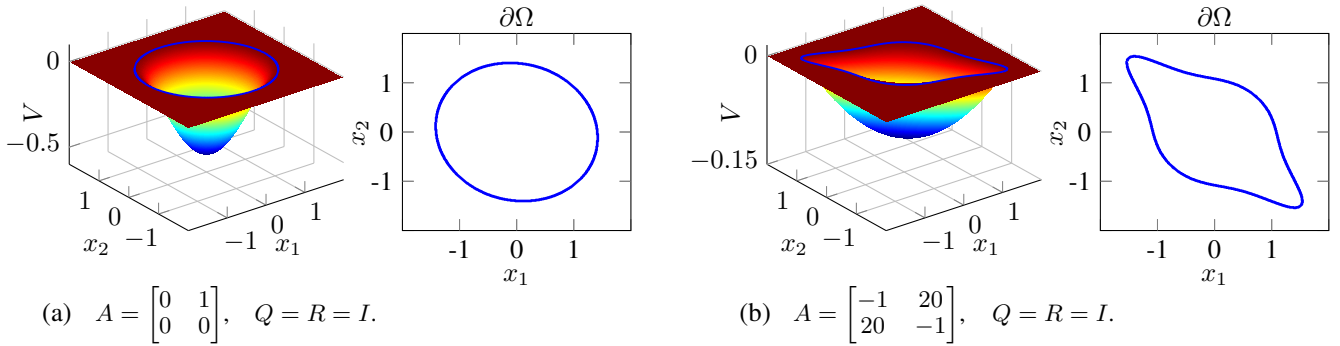 0
−0.5
V
1
0
−1
x₂
−1
0
1
x₁
∂Ω
1
0
-1
x₂
-1
0
1
x₁
(a) A = [0 1
0 0], Q = R = I.
0
−0.15
V
1
0
−1
x₂
−1
0
1
x₁
∂Ω
1
0
-1
x₂
-1
0
1
x₁
(b) A = [−1 20
20 −1], Q = R = I.